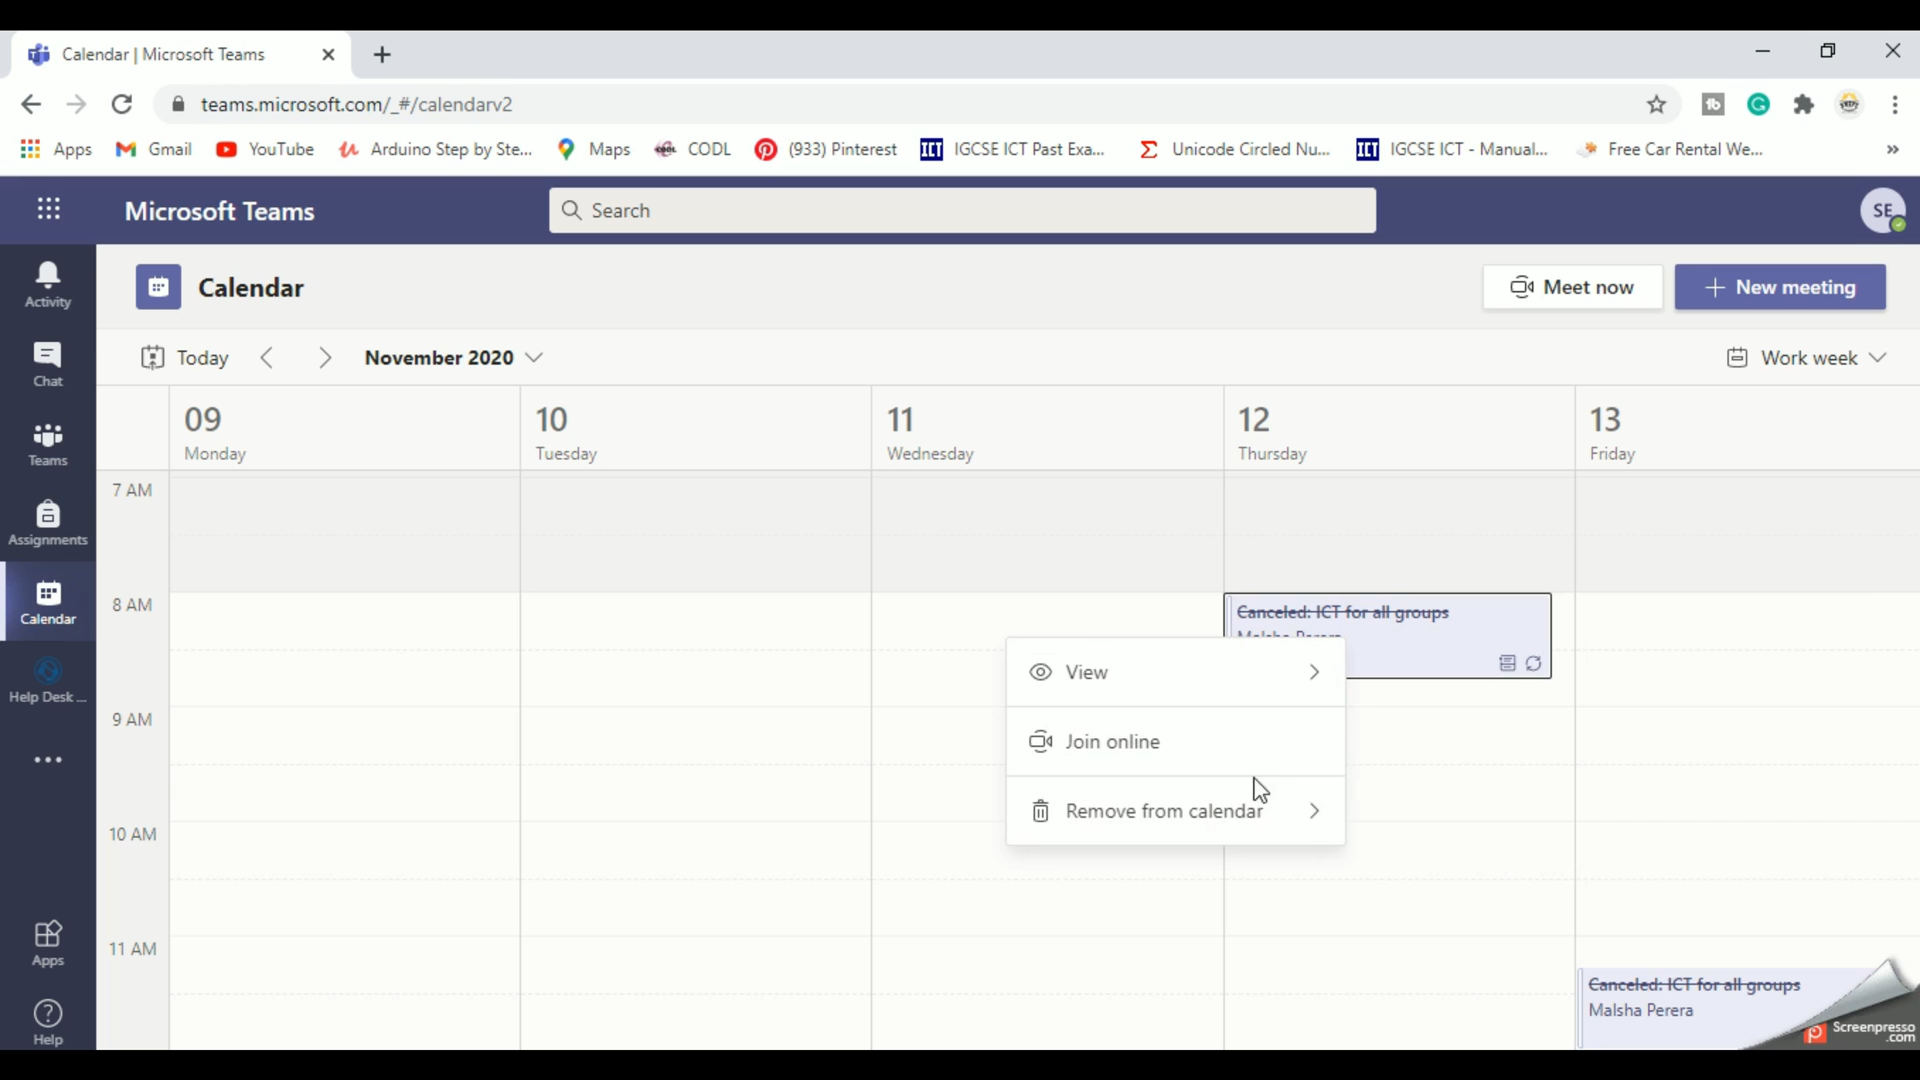 Calendar | Microsoft Teams
teams.microsoft.com/_#/calendarv2
Apps Gmail YouTube Arduino Step by Ste... Maps CODL (933) Pinterest ICT IGCSE ICT Past Exa... Unicode Circled Nu... ICT IGCSE ICT - Manual... Free Car Rental We... »
Microsoft Teams
Search
SE
Activity
Chat
Teams
Assignments
Calendar
Help Desk ...
Apps
Help
Calendar
Meet now
New meeting
Today
November 2020
Work week
09
Monday
10
Tuesday
11
Wednesday
12
Thursday
13
Friday
7 AM
8 AM
9 AM
10 AM
11 AM
Canceled: ICT for all groups
Malsha Perera
View
Join online
Remove from calendar
Canceled: ICT for all groups
Malsha Perera
Screenpresso
.com